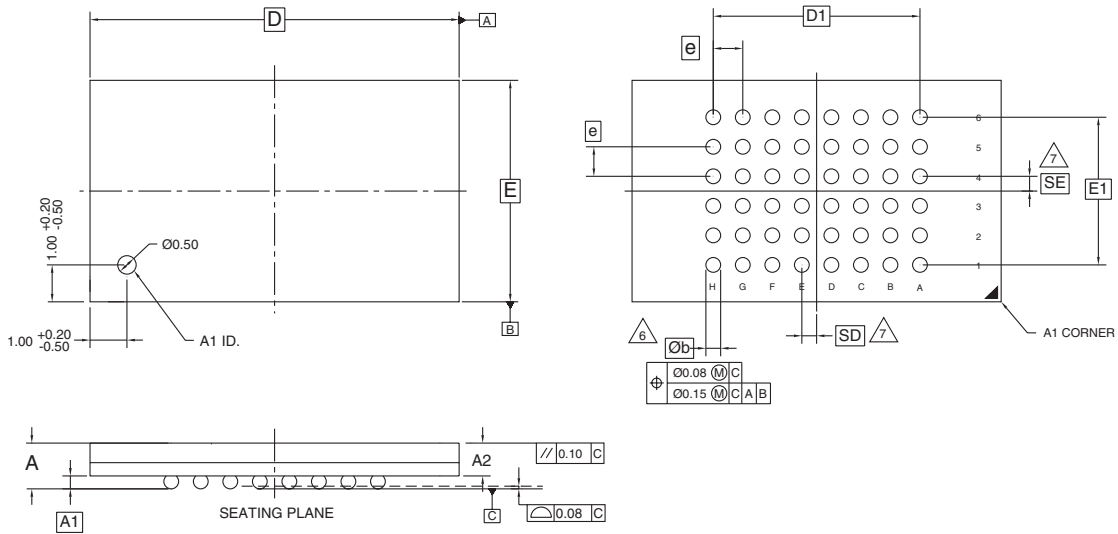 D
A
D1
e
e
E
6
5
4
3
2
1
7
SE
E1
1.00 +0.20 -0.50
Ø0.50
A1 ID.
B
1.00 +0.20 -0.50
H G F E D C B A
A1 CORNER
6
Øb
SD
7
Ø0.08 Ⓜ C
Ø0.15 Ⓜ C A B
A
A2
// 0.10 C
A1
SEATING PLANE
C
⌓ 0.08 C